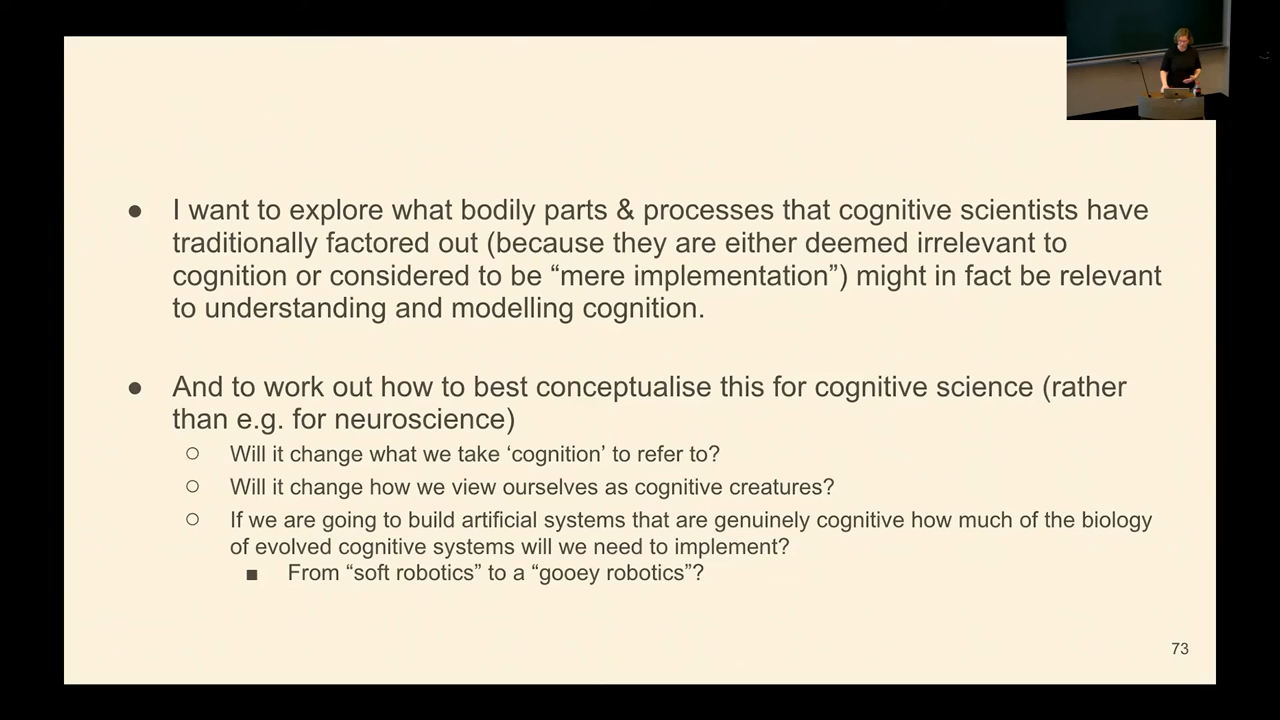 ● I want to explore what bodily parts & processes that cognitive scientists have
traditionally factored out (because they are either deemed irrelevant to
cognition or considered to be “mere implementation”) might in fact be relevant
to understanding and modelling cognition.
● And to work out how to best conceptualise this for cognitive science (rather
than e.g. for neuroscience)
○ Will it change what we take ‘cognition’ to refer to?
○ Will it change how we view ourselves as cognitive creatures?
○ If we are going to build artificial systems that are genuinely cognitive how much of the biology
of evolved cognitive systems will we need to implement?
■ From “soft robotics” to a “gooey robotics”?
73